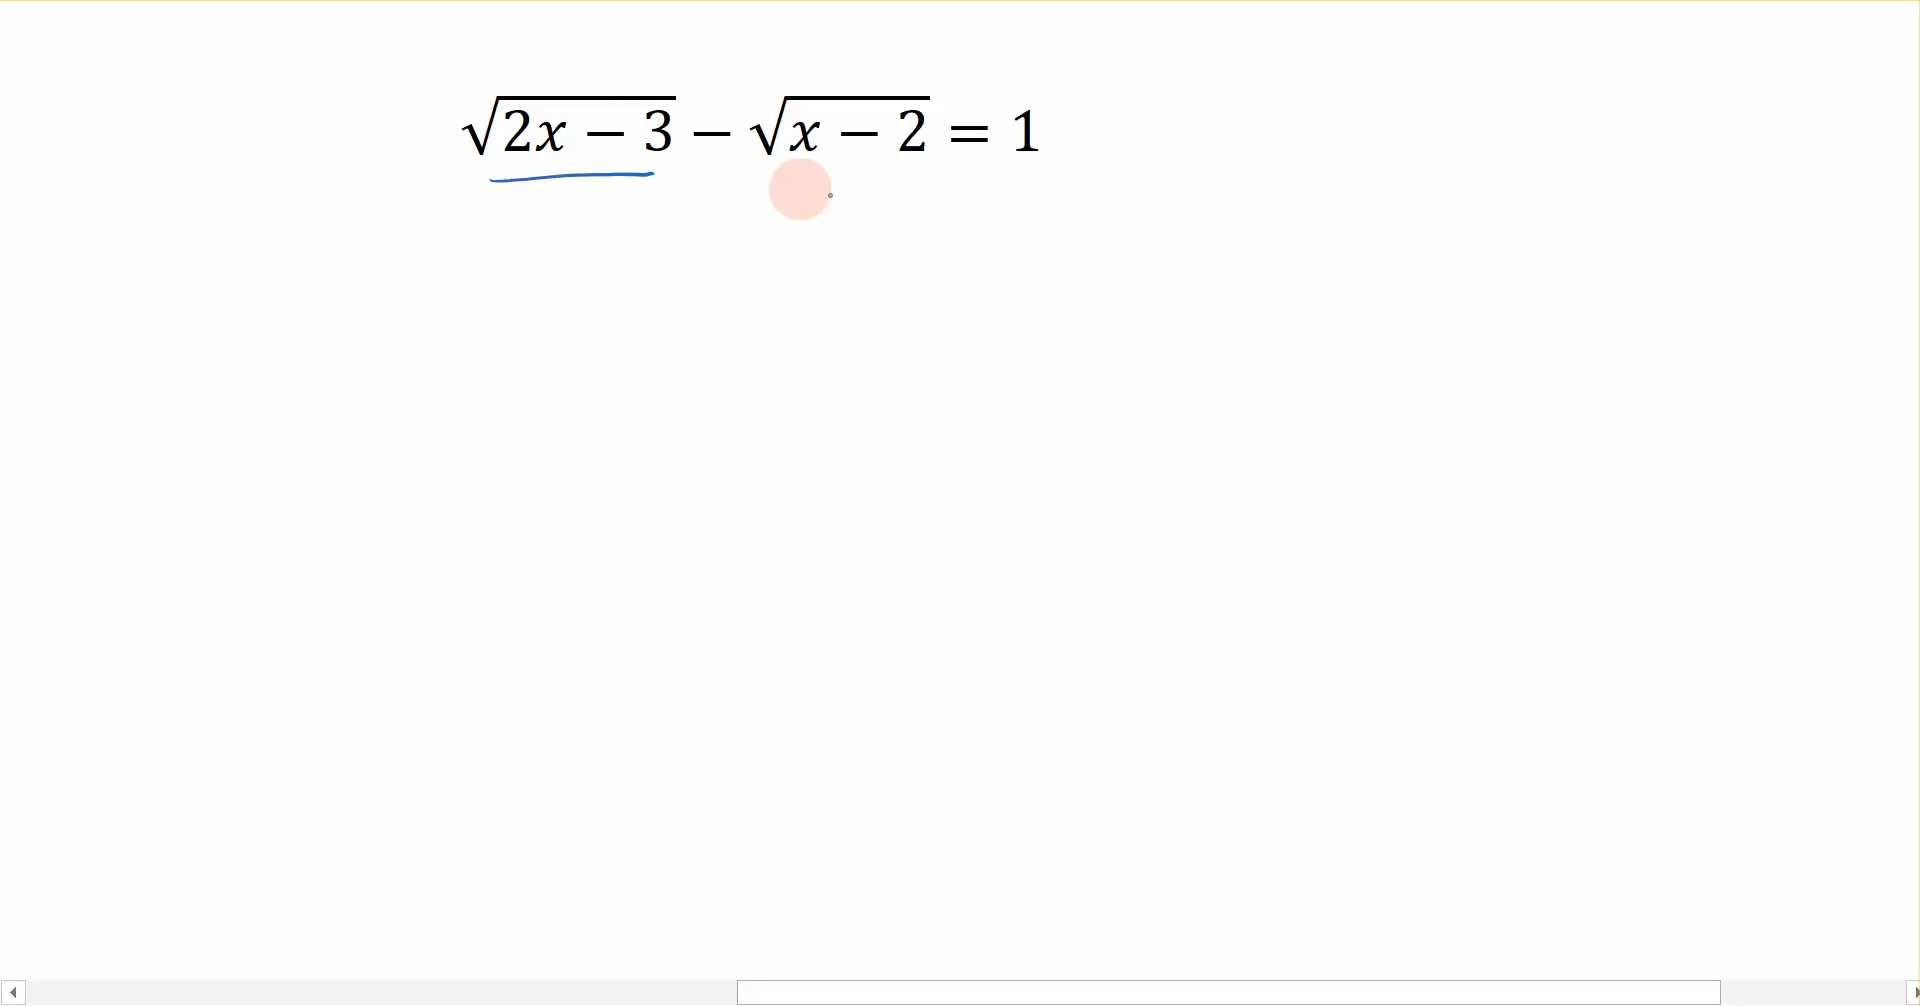 √(2x − 3) − √(x − 2) = 1